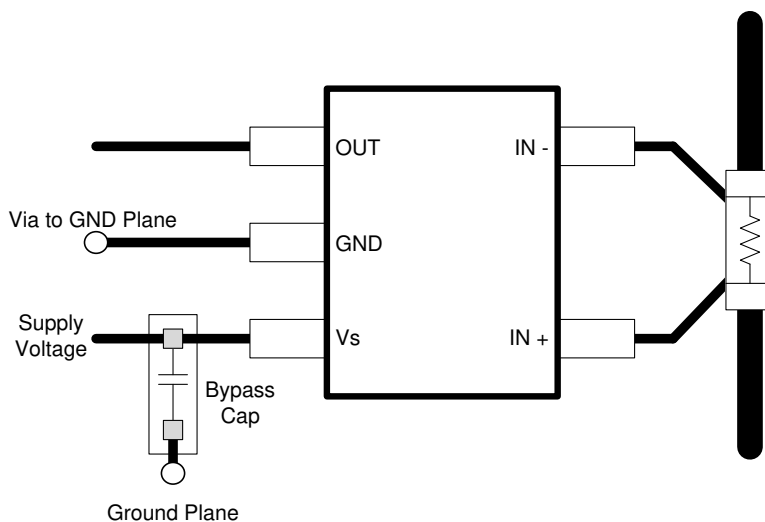 OUT
IN -
Via to GND Plane
GND
Supply
Voltage
Vs
IN +
Bypass
Cap
Ground Plane